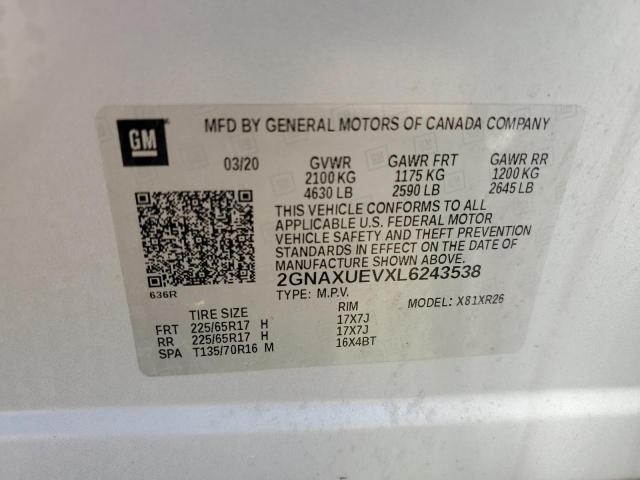 GM
MFD BY GENERAL MOTORS OF CANADA COMPANY
03/20 GVWR GAWR FRT GAWR RR
2100 KG 1175 KG 1200 KG
4630 LB 2590 LB 2645 LB
THIS VEHICLE CONFORMS TO ALL
APPLICABLE U.S. FEDERAL MOTOR
VEHICLE SAFETY AND THEFT PREVENTION
STANDARDS IN EFFECT ON THE DATE OF
MANUFACTURE SHOWN ABOVE.
2GNAXUEVXL6243538
636R TYPE: M.P.V. MODEL: X81XR26
TIRE SIZE RIM
FRT 225/65R17 H 17X7J
RR 225/65R17 H 17X7J
SPA T135/70R16 M 16X4BT